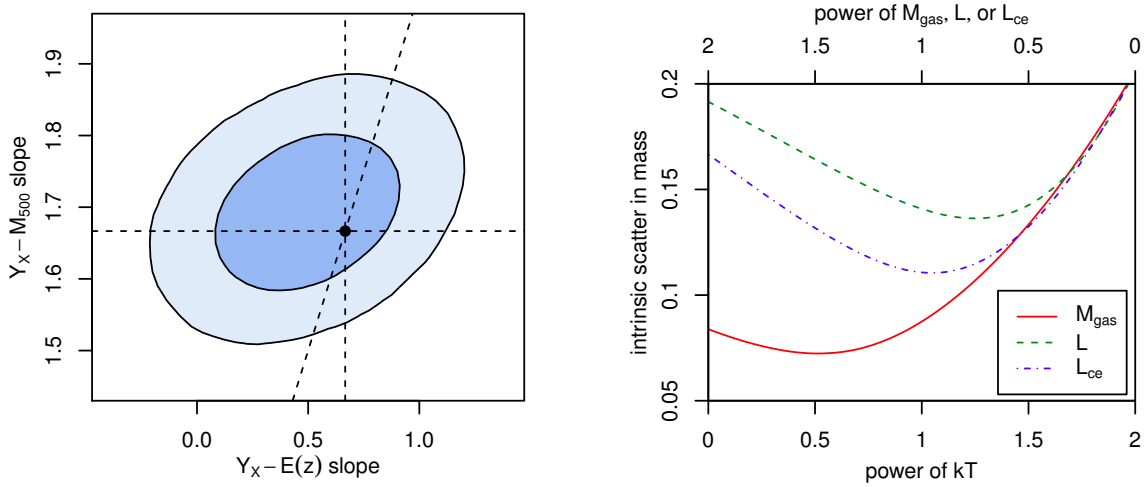 1.5 1.6 1.7 1.8 1.9
Y_X − M_500 slope
0.0 0.5 1.0
Y_X − E(z) slope
power of M_gas, L, or L_ce
2 1.5 1 0.5 0
0.05 0.1 0.15 0.2
intrinsic scatter in mass
M_gas
L
L_ce
0 0.5 1 1.5 2
power of kT